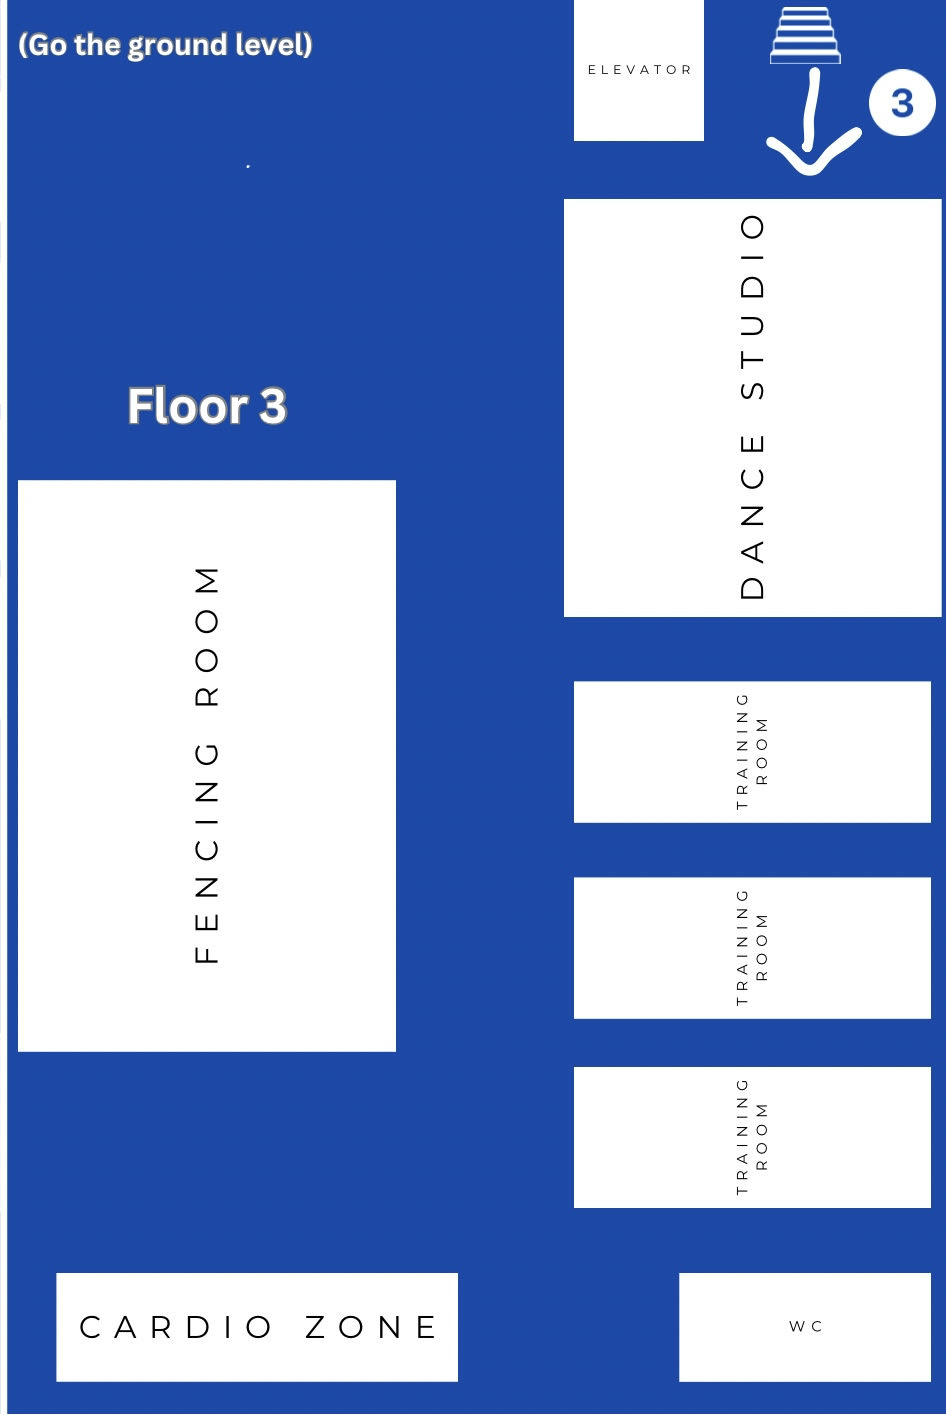 (Go the ground level)
ELEVATOR
3
DANCE STUDIO
Floor 3
FENCING ROOM
TRAINING
ROOM
TRAINING
ROOM
TRAINING
ROOM
CARDIO ZONE
WC